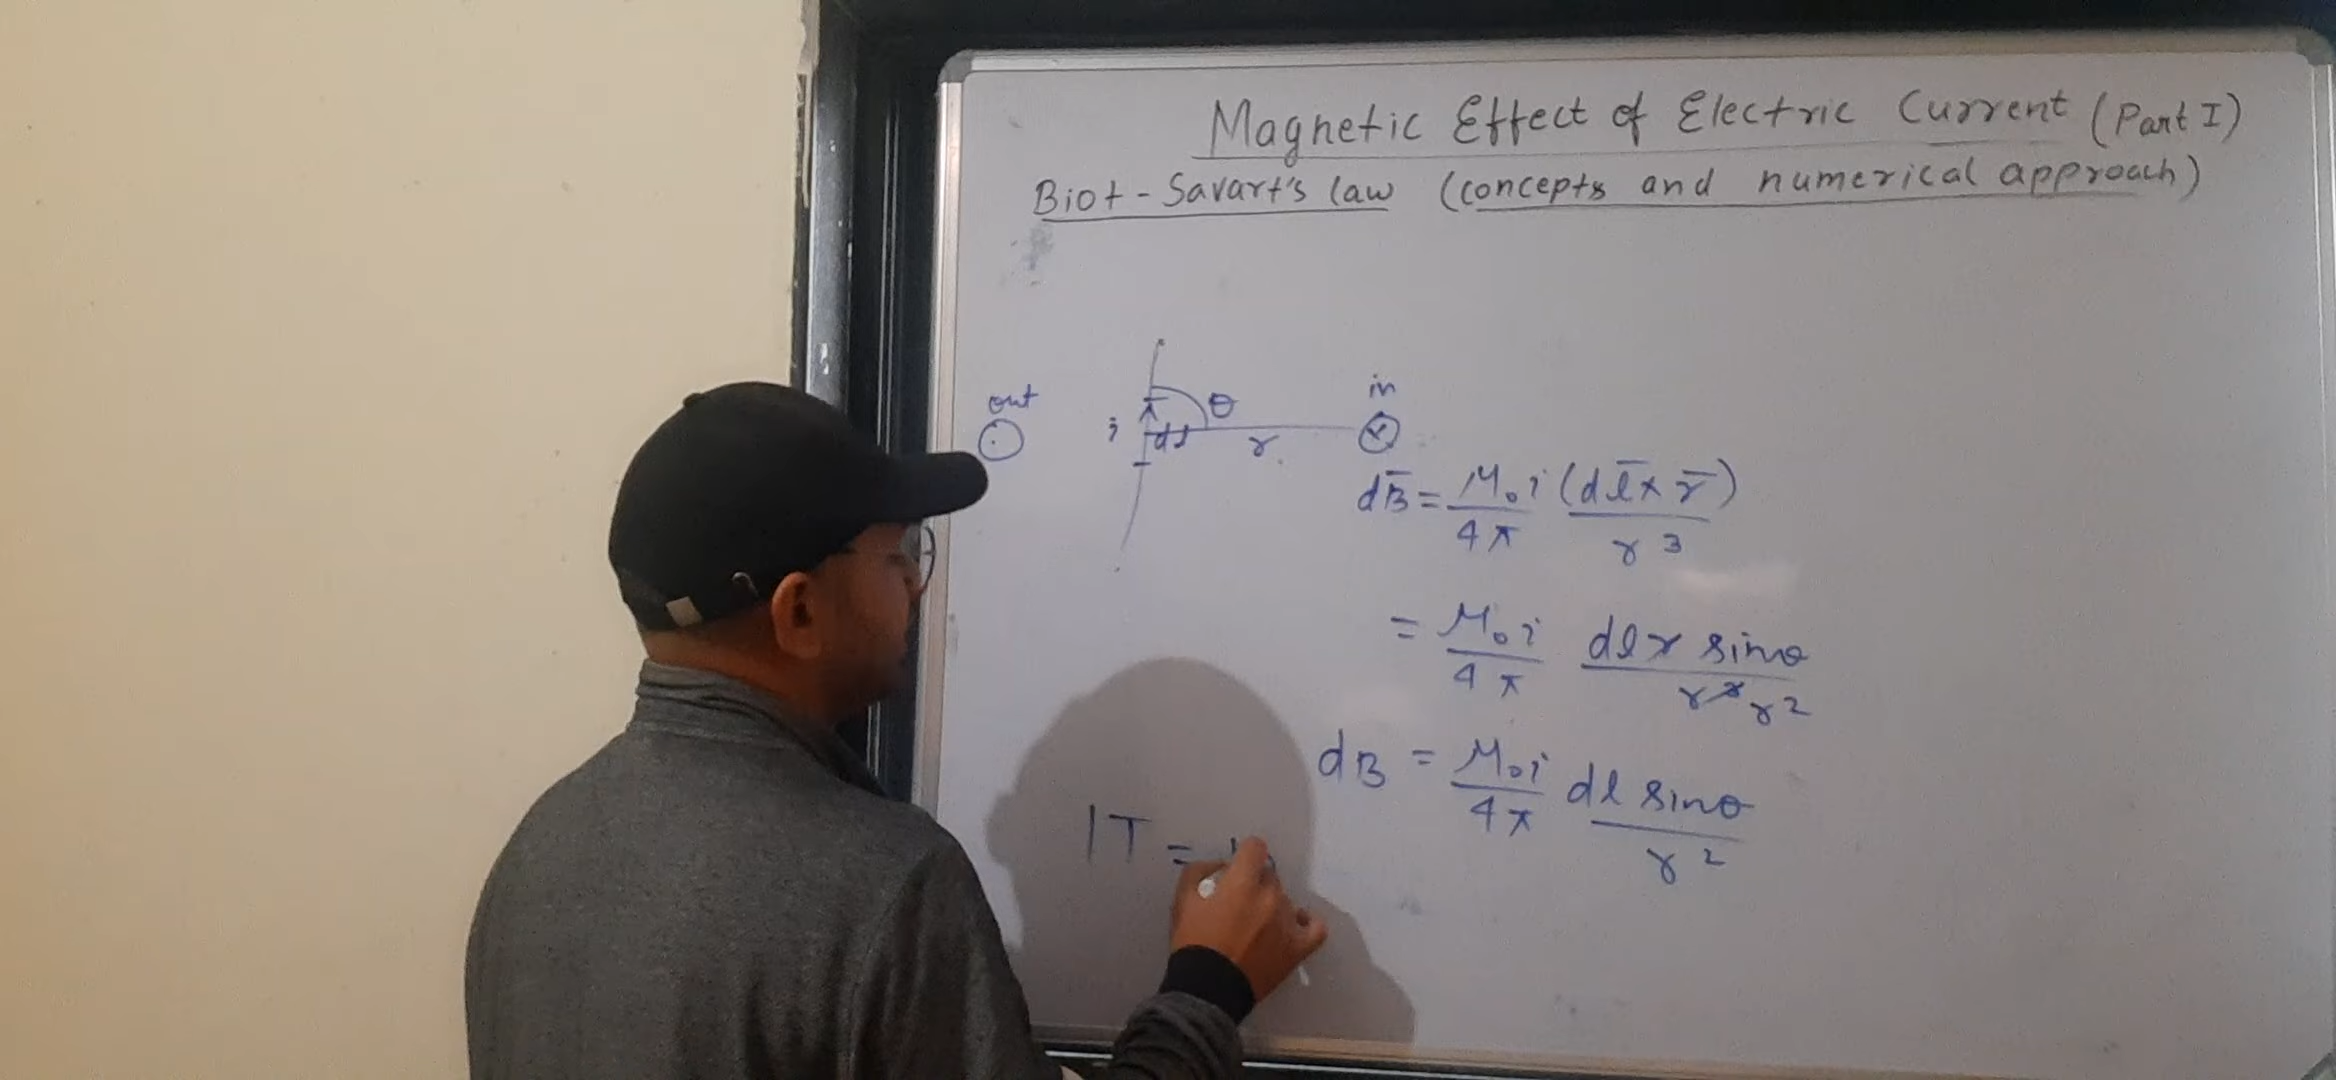 Magnetic Effect of Electric Current (Part I)
Biot-Savart's law (concepts and numerical approach)
out
in
i
dl
θ
r
dB̅ = μ₀i/4π (dl̅ × r̅)/r³
= μ₀i/4π dl r sinθ/r³ r²
dB = μ₀i/4π dl sinθ/r²
1T =